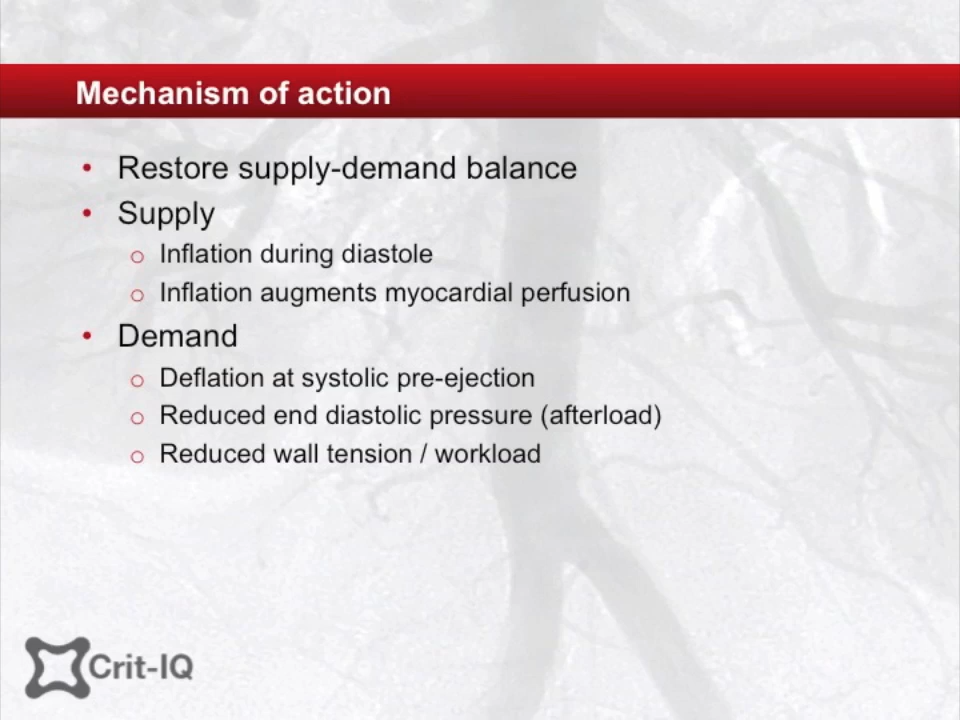 Mechanism of action
• Restore supply-demand balance
• Supply
o Inflation during diastole
o Inflation augments myocardial perfusion
• Demand
o Deflation at systolic pre-ejection
o Reduced end diastolic pressure (afterload)
o Reduced wall tension / workload
Crit-IQ